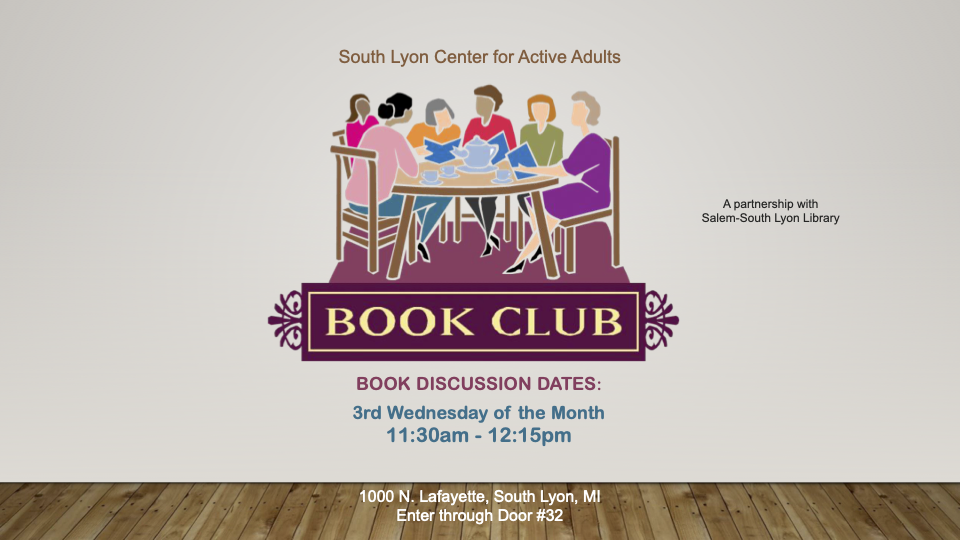 South Lyon Center for Active Adults
A partnership with
Salem-South Lyon Library
BOOK CLUB
BOOK DISCUSSION DATES:
3rd Wednesday of the Month
11:30am - 12:15pm
1000 N. Lafayette, South Lyon, MI
Enter through Door #32